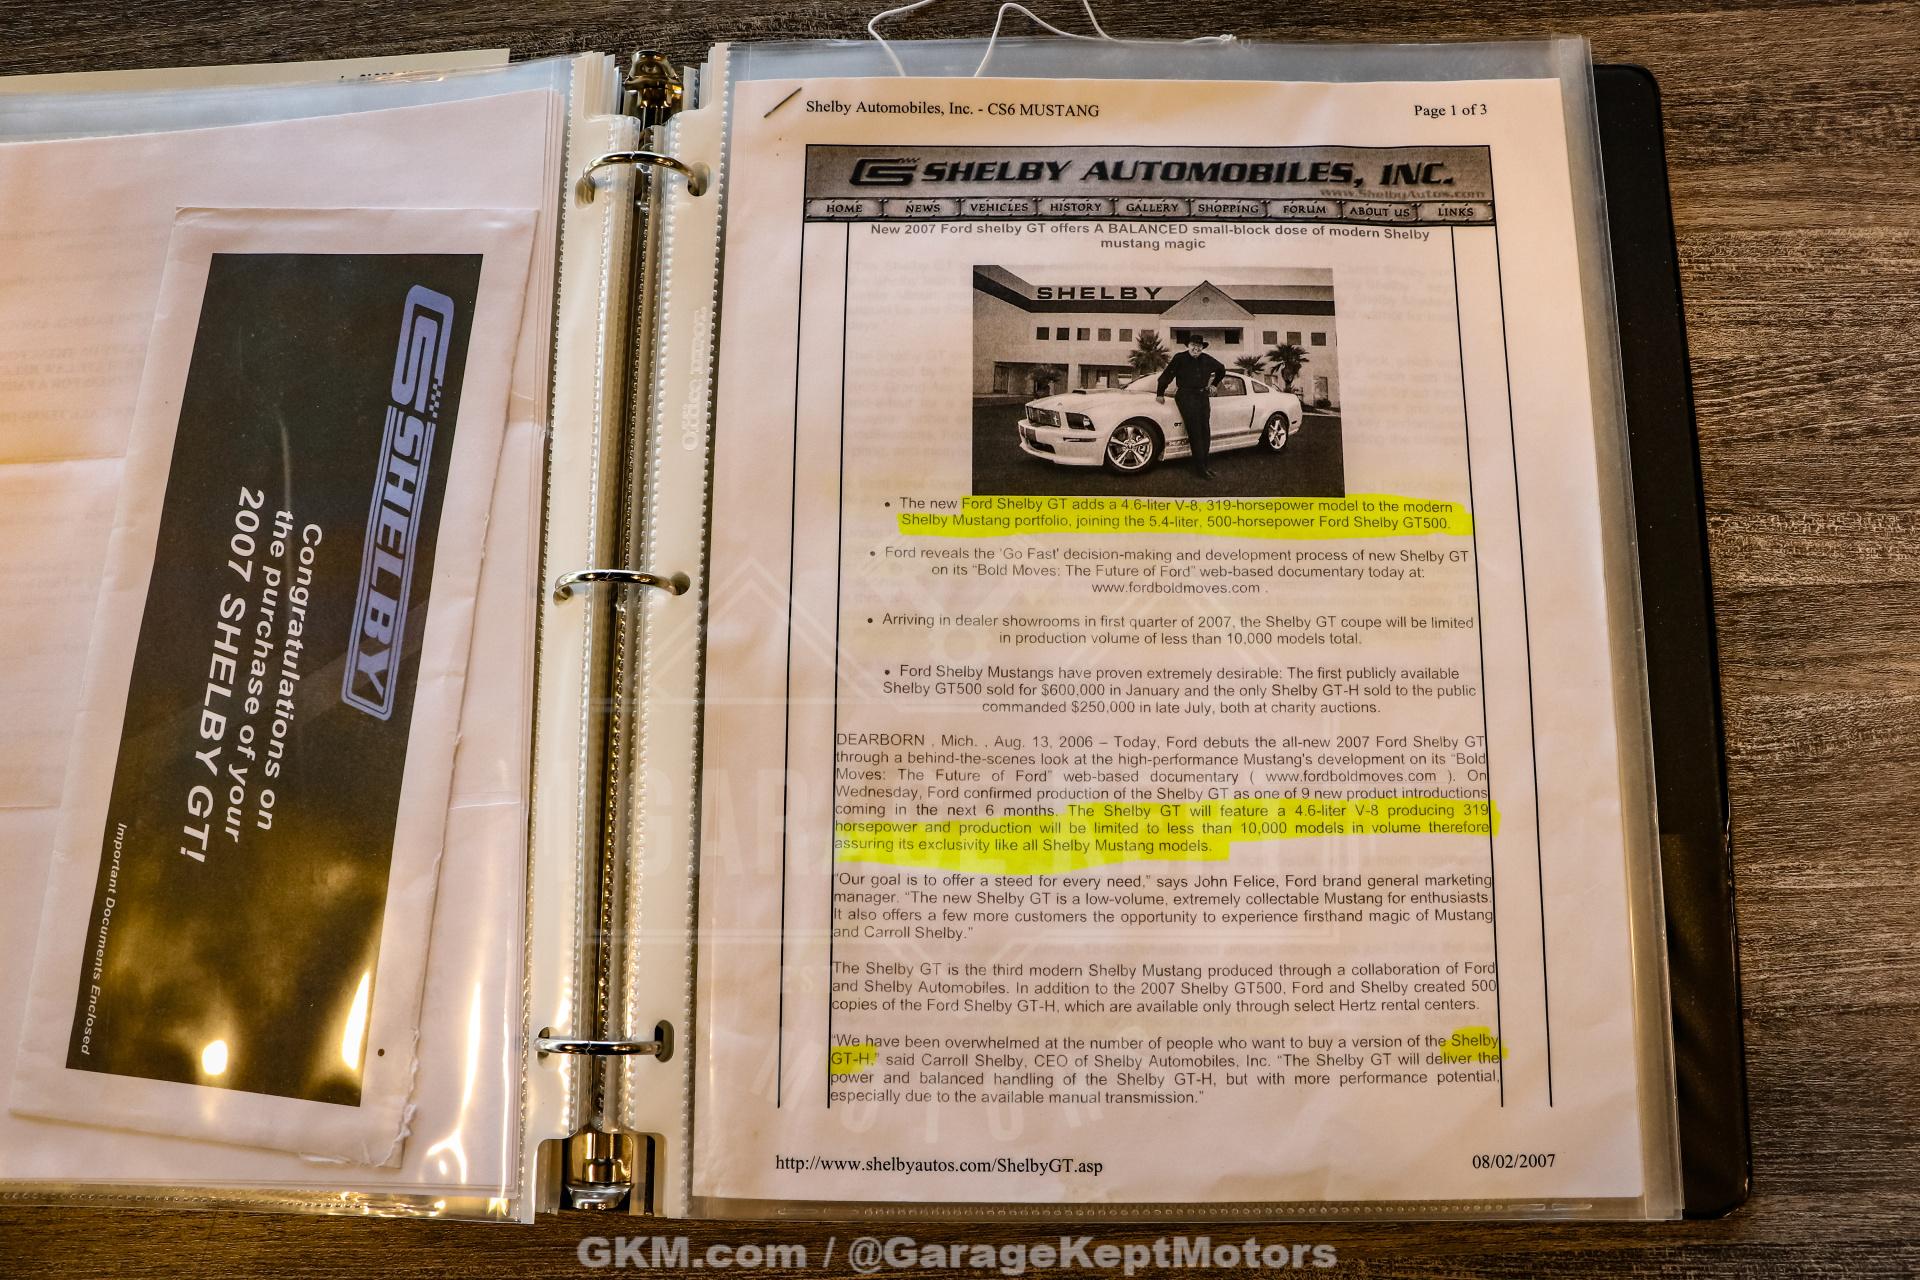 SHELBY
Congratulations on
the purchase of your
2007 SHELBY GT!
Important Documents Enclosed
Office DEPOT
Shelby Automobiles, Inc. - CS6 MUSTANG
Page 1 of 3
SHELBY AUTOMOBILES, INC.
www.ShelbyAutos.com
HOME NEWS VEHICLES HISTORY GALLERY SHOPPING FORUM ABOUT US LINKS
New 2007 Ford shelby GT offers A BALANCED small-block dose of modern Shelby
mustang magic
SHELBY
• The new Ford Shelby GT adds a 4.6-liter V-8, 319-horsepower model to the modern
Shelby Mustang portfolio, joining the 5.4-liter, 500-horsepower Ford Shelby GT500.
• Ford reveals the 'Go Fast' decision-making and development process of new Shelby GT
on its "Bold Moves: The Future of Ford" web-based documentary today at:
www.fordboldmoves.com .
• Arriving in dealer showrooms in first quarter of 2007, the Shelby GT coupe will be limited
in production volume of less than 10,000 models total.
• Ford Shelby Mustangs have proven extremely desirable: The first publicly available
Shelby GT500 sold for $600,000 in January and the only Shelby GT-H sold to the public
commanded $250,000 in late July, both at charity auctions.
DEARBORN , Mich. , Aug. 13, 2006 – Today, Ford debuts the all-new 2007 Ford Shelby GT
through a behind-the-scenes look at the high-performance Mustang's development on its "Bold
Moves: The Future of Ford" web-based documentary ( www.fordboldmoves.com ). On
Wednesday, Ford confirmed production of the Shelby GT as one of 9 new product introductions
coming in the next 6 months. The Shelby GT will feature a 4.6-liter V-8 producing 319
horsepower and production will be limited to less than 10,000 models in volume therefore
assuring its exclusivity like all Shelby Mustang models.
"Our goal is to offer a steed for every need," says John Felice, Ford brand general marketing
manager. "The new Shelby GT is a low-volume, extremely collectable Mustang for enthusiasts.
It also offers a few more customers the opportunity to experience firsthand magic of Mustang
and Carroll Shelby."
The Shelby GT is the third modern Shelby Mustang produced through a collaboration of Ford
and Shelby Automobiles. In addition to the 2007 Shelby GT500, Ford and Shelby created 500
copies of the Ford Shelby GT-H, which are available only through select Hertz rental centers.
"We have been overwhelmed at the number of people who want to buy a version of the Shelby
GT-H," said Carroll Shelby, CEO of Shelby Automobiles, Inc. "The Shelby GT will deliver the
power and balanced handling of the Shelby GT-H, but with more performance potential,
especially due to the available manual transmission."
http://www.shelbyautos.com/ShelbyGT.asp
08/02/2007
GARAGE KEPT
MOTORS
GKM.com / @GarageKeptMotors